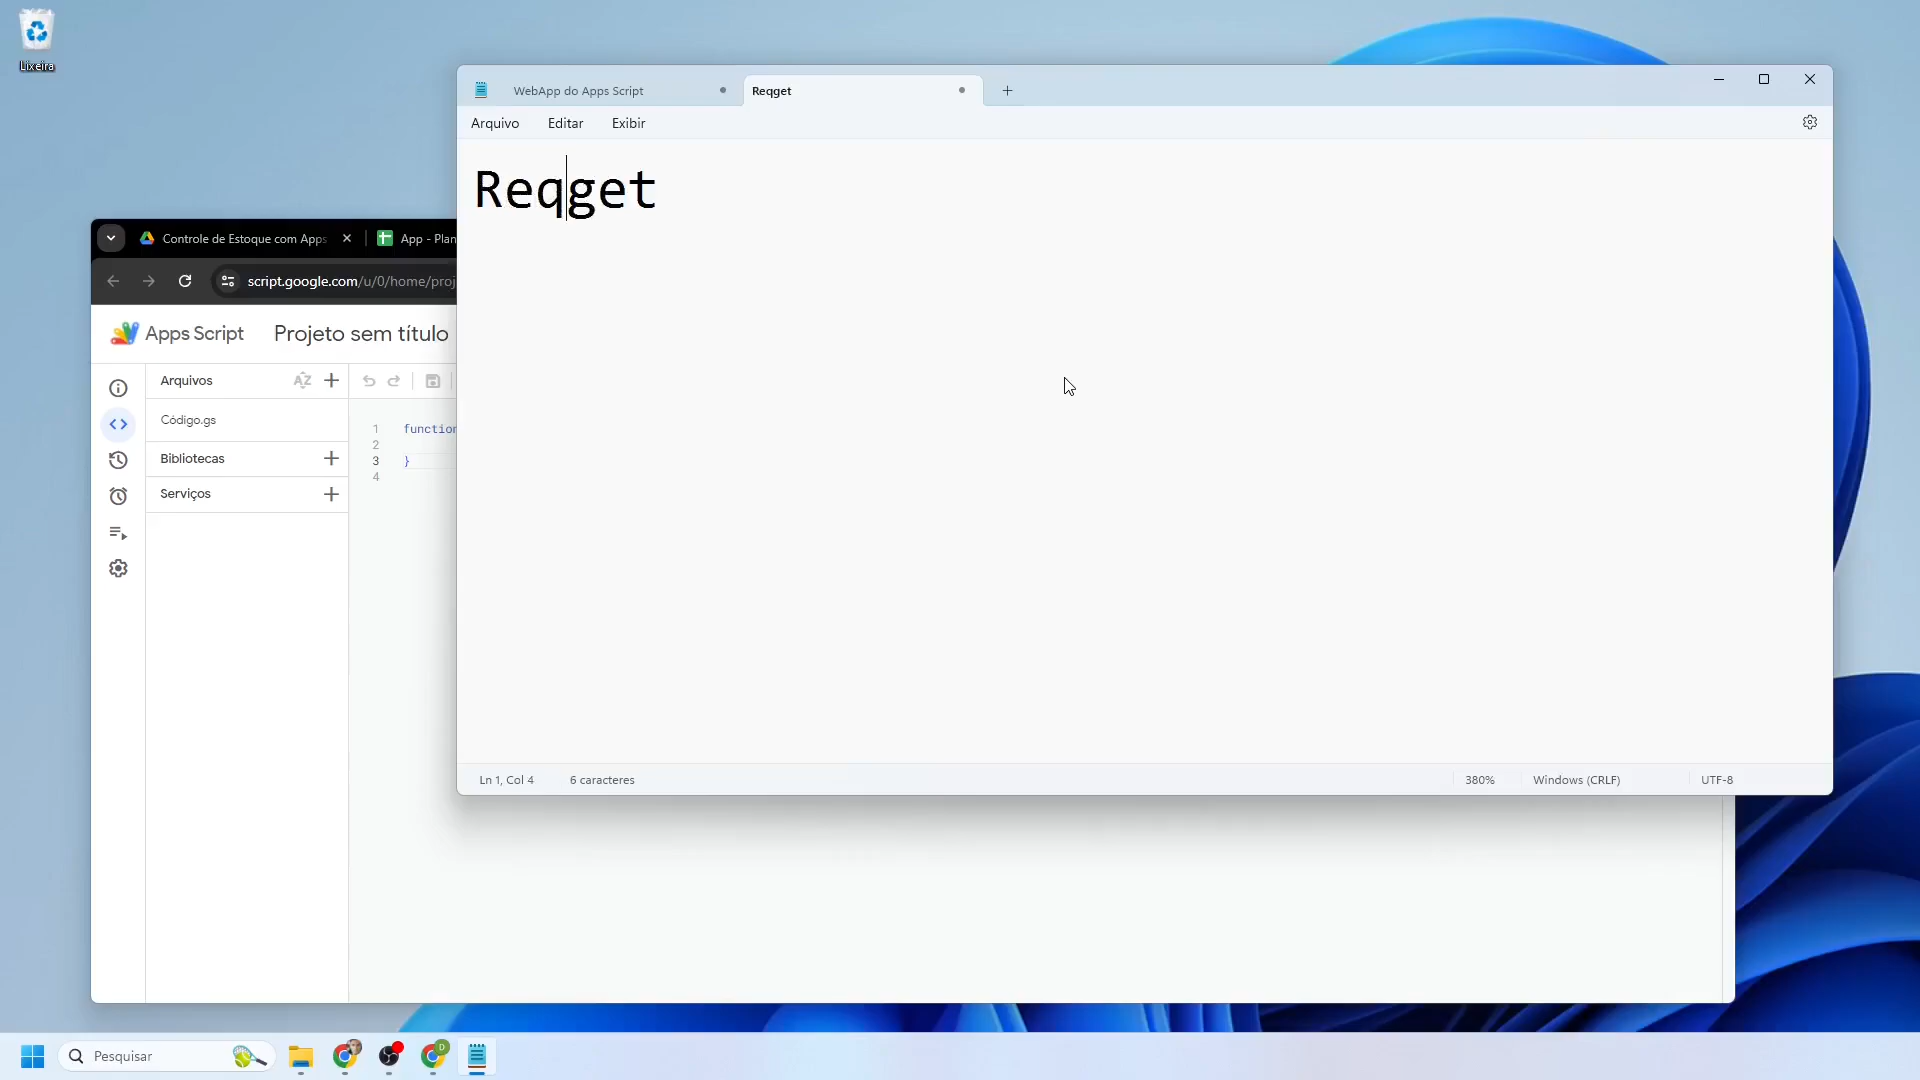 Lixeira
WebApp do Apps Script
Reqget
Arquivo Editar Exibir
Reqget
Controle de Estoque com Apps
App - Plan
script.google.com/u/0/home/proj
Apps Script
Projeto sem título
Arquivos
AZ
Código.gs
1 function
2
3 }
4
Bibliotecas
Serviços
Ln 1, Col 4
6 caracteres
380%
Windows (CRLF)
UTF-8
Pesquisar
D